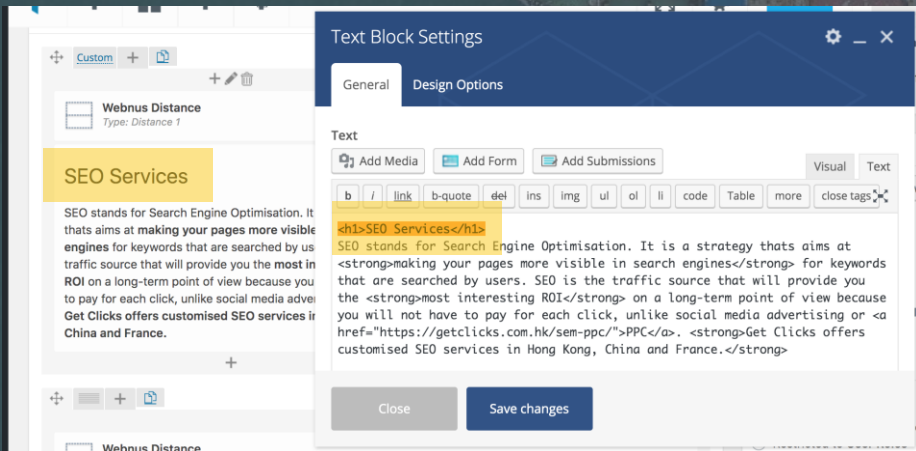 Custom
Webnus Distance
Type: Distance 1
SEO Services
SEO stands for Search Engine Optimisation. It
thats aims at making your pages more visible
engines for keywords that are searched by us
traffic source that will provide you the most in
ROI on a long-term point of view because you
to pay for each click, unlike social media adve
Get Clicks offers customised SEO services in
China and France.
Webnus Distance
Text Block Settings
General Design Options
Text
Add Media Add Form Add Submissions
Visual Text
b i link b-quote del ins img ul ol li code Table more close tags
<h1>SEO Services</h1>
SEO stands for Search Engine Optimisation. It is a strategy thats aims at
<strong>making your pages more visible in search engines</strong> for keywords
that are searched by users. SEO is the traffic source that will provide you
the <strong>most interesting ROI</strong> on a long-term point of view because
you will not have to pay for each click, unlike social media advertising or <a
href="https://getclicks.com.hk/sem-ppc/">PPC</a>. <strong>Get Clicks offers
customised SEO services in Hong Kong, China and France.</strong>
Close Save changes